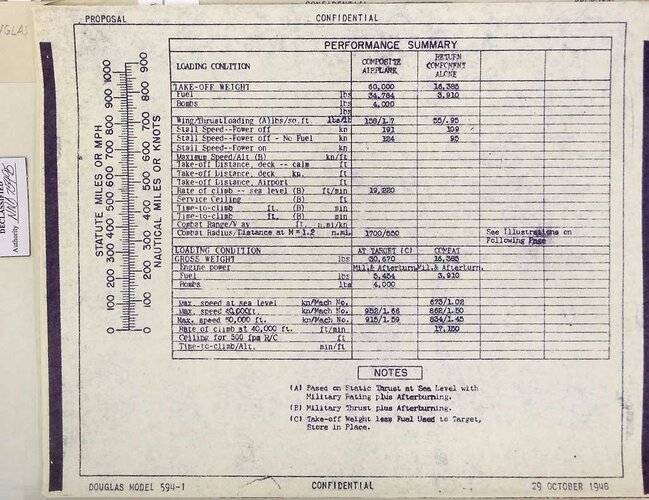 PROPOSAL
CONFIDENTIAL
PERFORMANCE SUMMARY
LOADING CONDITION COMPOSITE AIRPLANE RETURN COMPONENT ALONE
TAKE-OFF WEIGHT 60,000 16,385
Fuel lbs 34,764 3,910
Bombs lbs 4,000
lbs
Wing/Thrust loading (A) lbs/sq.ft. lbs/lb 158/1.7 55/.95
Stall Speed--Power off kn 191 109
Stall Speed--Power off - No Fuel kn 124 95
Stall Speed--Power on kn
Maximum Speed/Alt (B) kn/ft
Take-off Distance, deck -- calm ft
Take-off Distance, deck kn. ft
Take-off Distance, Airport ft
Rate of climb -- sea level (B) ft/min 19,220
Service Ceiling (B) ft
Time-to-climb ft. (B) min
Time-to-climb ft. (B) min
Combat Range/V av ft. n.mi/kn
Combat Radius/Distance at M=1.2 n.mi. 1700/550 See Illustrations on
Following Page
LOADING CONDITION AT TARGET (C) COMBAT
GROSS WEIGHT lbs 30,670 16,385
Engine power Mil.& Afterburn. Mil.& Afterburn.
Fuel lbs 5,454 3,910
Bombs lbs 4,000
Max. speed at sea level kn/Mach No. 675/1.02
Max. speed 40,000ft. kn/Mach No. 952/1.66 862/1.50
Max. speed 50,000 ft. kn/Mach No. 915/1.59 834/1.45
Rate of climb at 40,000 ft. ft/min 17,150
Ceiling for 500 fpm R/C ft
Time-to-climb/Alt. min/ft
NOTES
(A) Based on Static Thrust at Sea Level with
Military Rating plus Afterburning.
(B) Military Thrust plus Afterburning.
(C) Take-off Weight less Fuel Used to Target,
Store in Place.
STATUTE MILES OR MPH
0 100 200 300 400 500 600 700 800 900 1000
NAUTICAL MILES OR KNOTS
0 100 200 300 400 500 600 700 800 900
DECLASSIFIED
Authority
DOUGLAS MODEL 594-1
CONFIDENTIAL
29 OCTOBER 1946